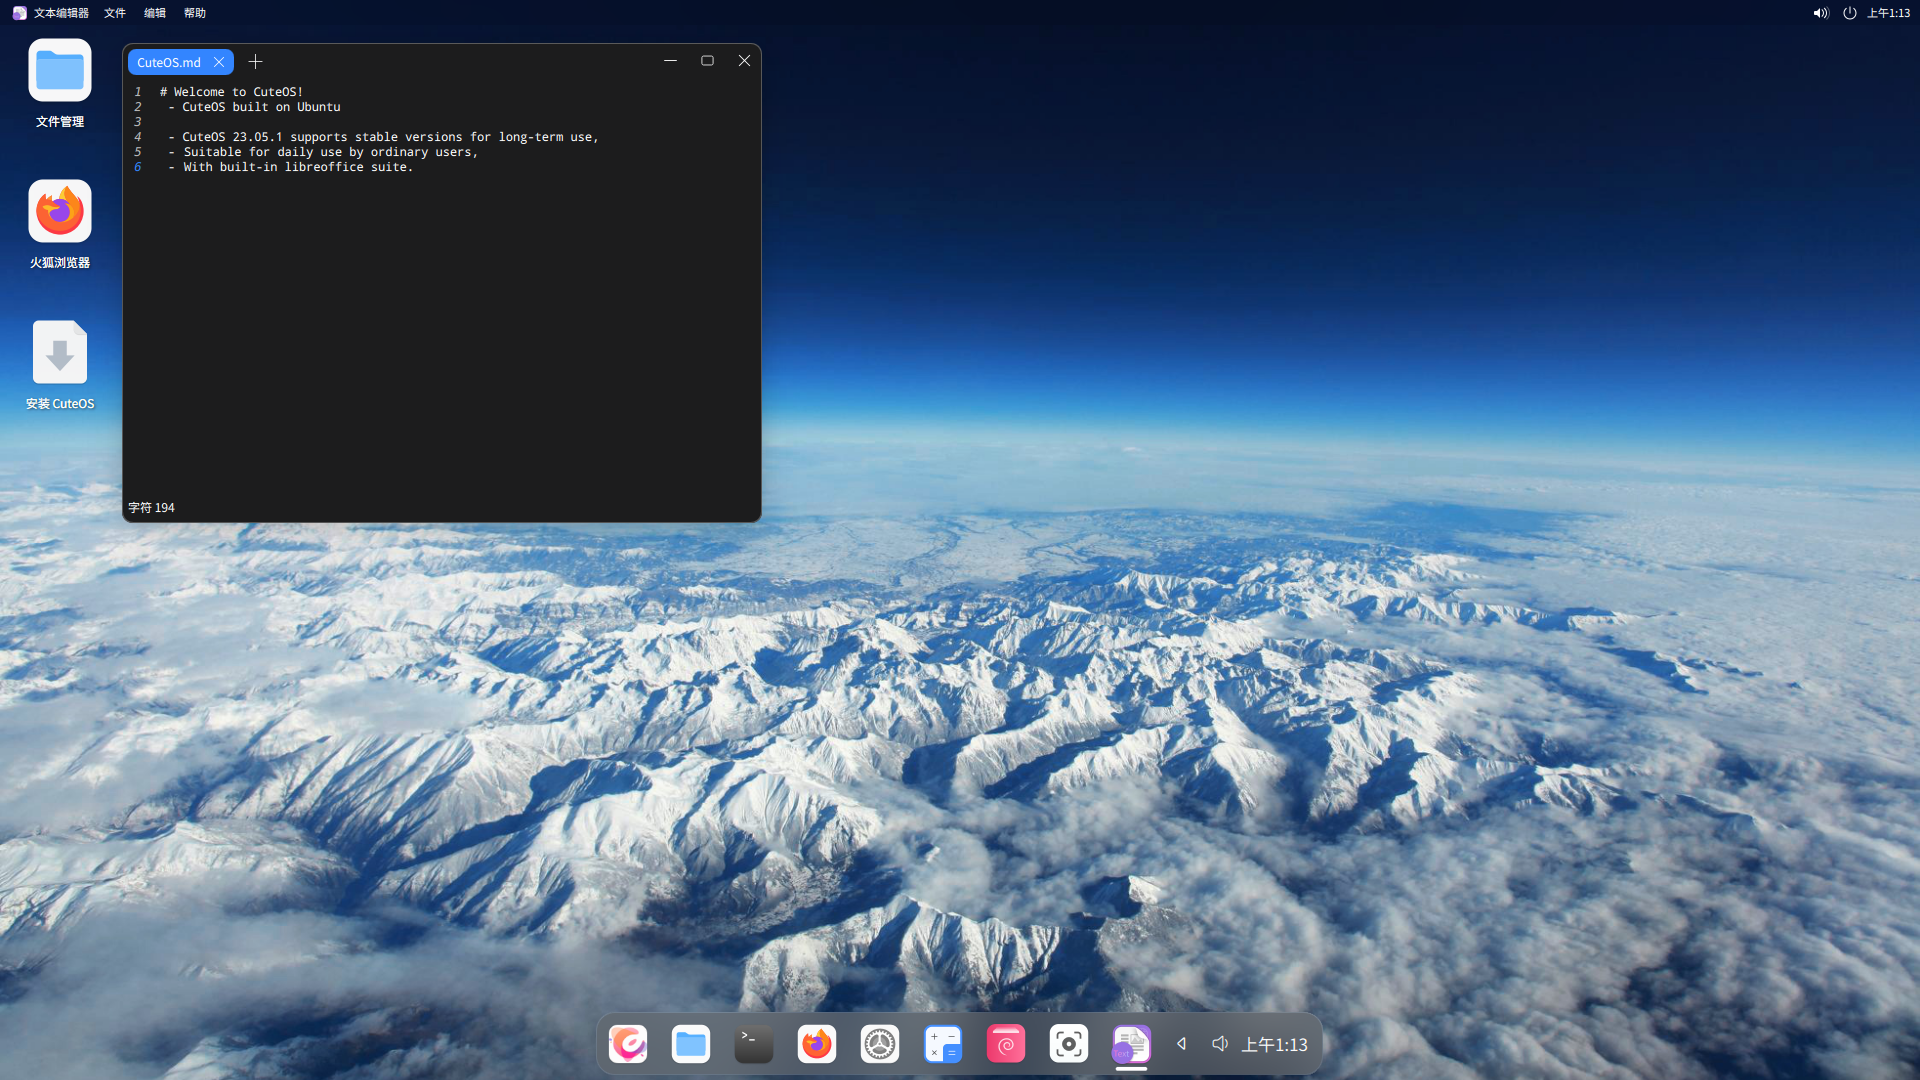 文本编辑器 文件 编辑 帮助 上午1:13
文件管理
火狐浏览器
安装 CuteOS
CuteOS.md
1 # Welcome to CuteOS!
2 - CuteOS built on Ubuntu
3
4 - CuteOS 23.05.1 supports stable versions for long-term use,
5 - Suitable for daily use by ordinary users,
6 - With built-in libreoffice suite.
字符 194
>_
Text
上午1:13